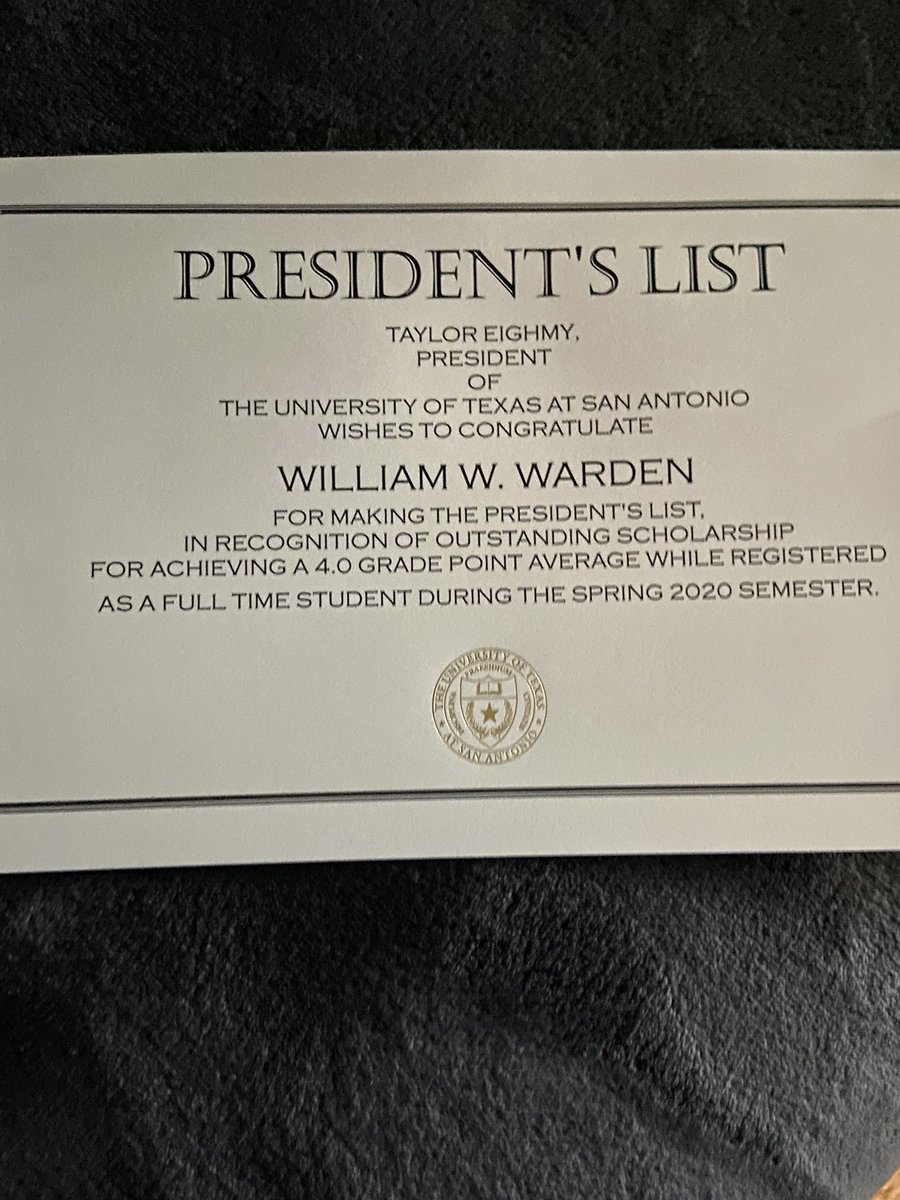 PRESIDENT'S LIST
TAYLOR EIGHMY,
PRESIDENT
OF
THE UNIVERSITY OF TEXAS AT SAN ANTONIO
WISHES TO CONGRATULATE
WILLIAM W. WARDEN
FOR MAKING THE PRESIDENT'S LIST,
IN RECOGNITION OF OUTSTANDING SCHOLARSHIP
FOR ACHIEVING A 4.0 GRADE POINT AVERAGE WHILE REGISTERED
AS A FULL TIME STUDENT DURING THE SPRING 2020 SEMESTER.
THE UNIVERSITY OF TEXAS
PRAESIDIUM
AT SAN ANTONIO